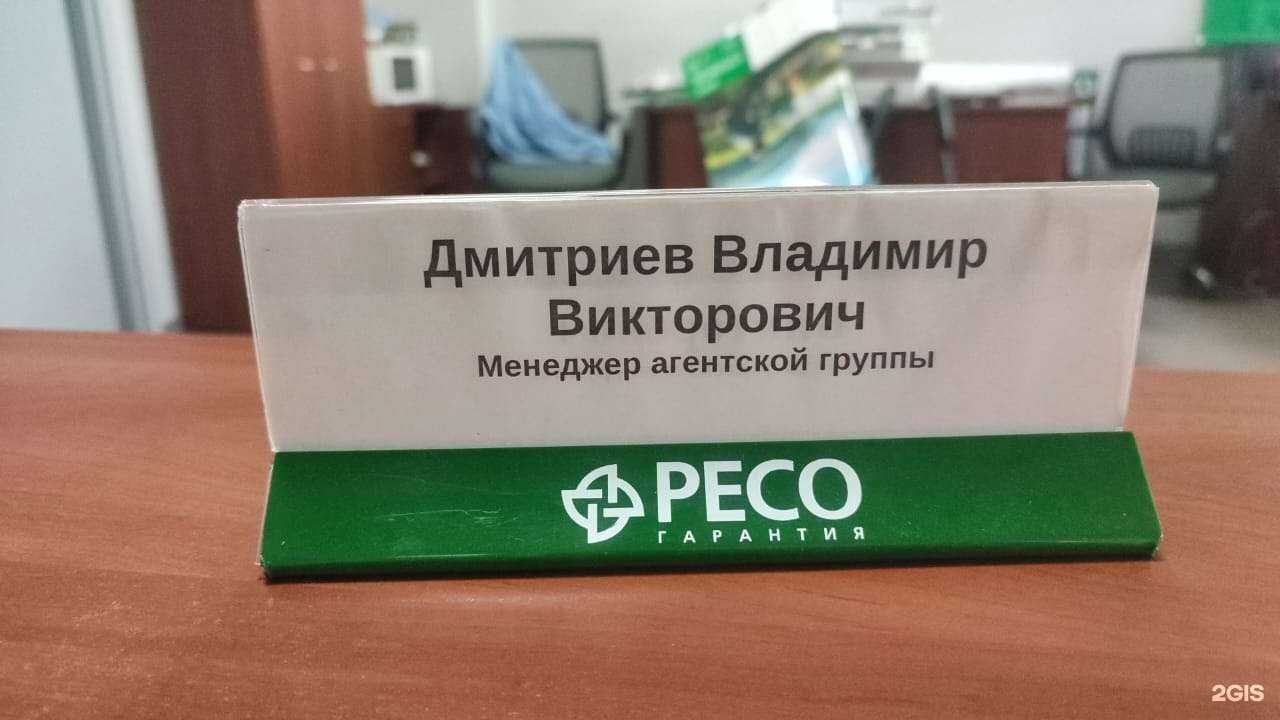 Дмитриев Владимир
Викторович
Менеджер агентской группы
РЕСО
ГАРАНТИЯ
2GIS